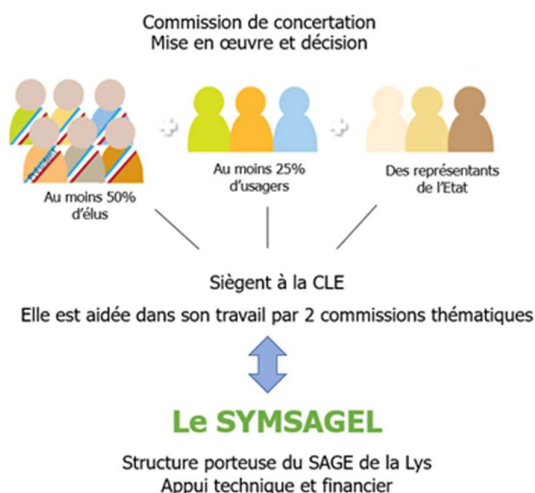 Commission de concertation
Mise en œuvre et décision
Au moins 50%
d'élus
Au moins 25%
d'usagers
Des représentants
de l'Etat
Siègent à la CLE
Elle est aidée dans son travail par 2 commissions thématiques
Le SYMSAGEL
Structure porteuse du SAGE de la Lys
Appui technique et financier